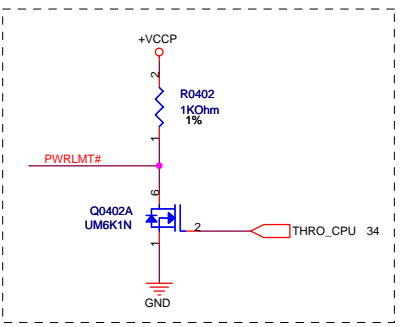 +VCCP
2
R0402
1KOhm
1%
1
PWRLMT#
6
Q0402A
UM6K1N
2
THRO_CPU 34
1
GND